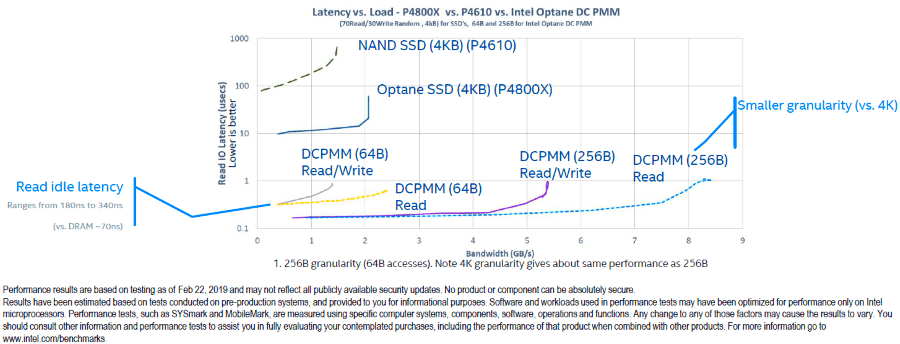 Latency vs. Load - P4800X vs. P4610 vs. Intel Optane DC PMM
(70Read/30Write Random , 4kB) for SSD's, 64B and 256B for Intel Optane DC PMM
Read IO Latency (usecs)
Lower is better
1000
100
10
1
0.1
NAND SSD (4KB) (P4610)
Optane SSD (4KB) (P4800X)
Smaller granularity (vs. 4K)
DCPMM (64B)
Read/Write
DCPMM (64B)
Read
DCPMM (256B)
Read/Write
DCPMM (256B)
Read
Read idle latency
Ranges from 180ns to 340ns
(vs. DRAM ~70ns)
0 1 2 3 4 5 6 7 8 9
Bandwidth (GB/s)
1. 256B granularity (64B accesses). Note 4K granularity gives about same performance as 256B
Performance results are based on testing as of Feb 22, 2019 and may not reflect all publicly available security updates. No product or component can be absolutely secure.
Results have been estimated based on tests conducted on pre-production systems, and provided to you for informational purposes. Software and workloads used in performance tests may have been optimized for performance only on Intel
microprocessors. Performance tests, such as SYSmark and MobileMark, are measured using specific computer systems, components, software, operations and functions. Any change to any of those factors may cause the results to vary. You
should consult other information and performance tests to assist you in fully evaluating your contemplated purchases, including the performance of that product when combined with other products. For more information go to
www.intel.com/benchmarks.